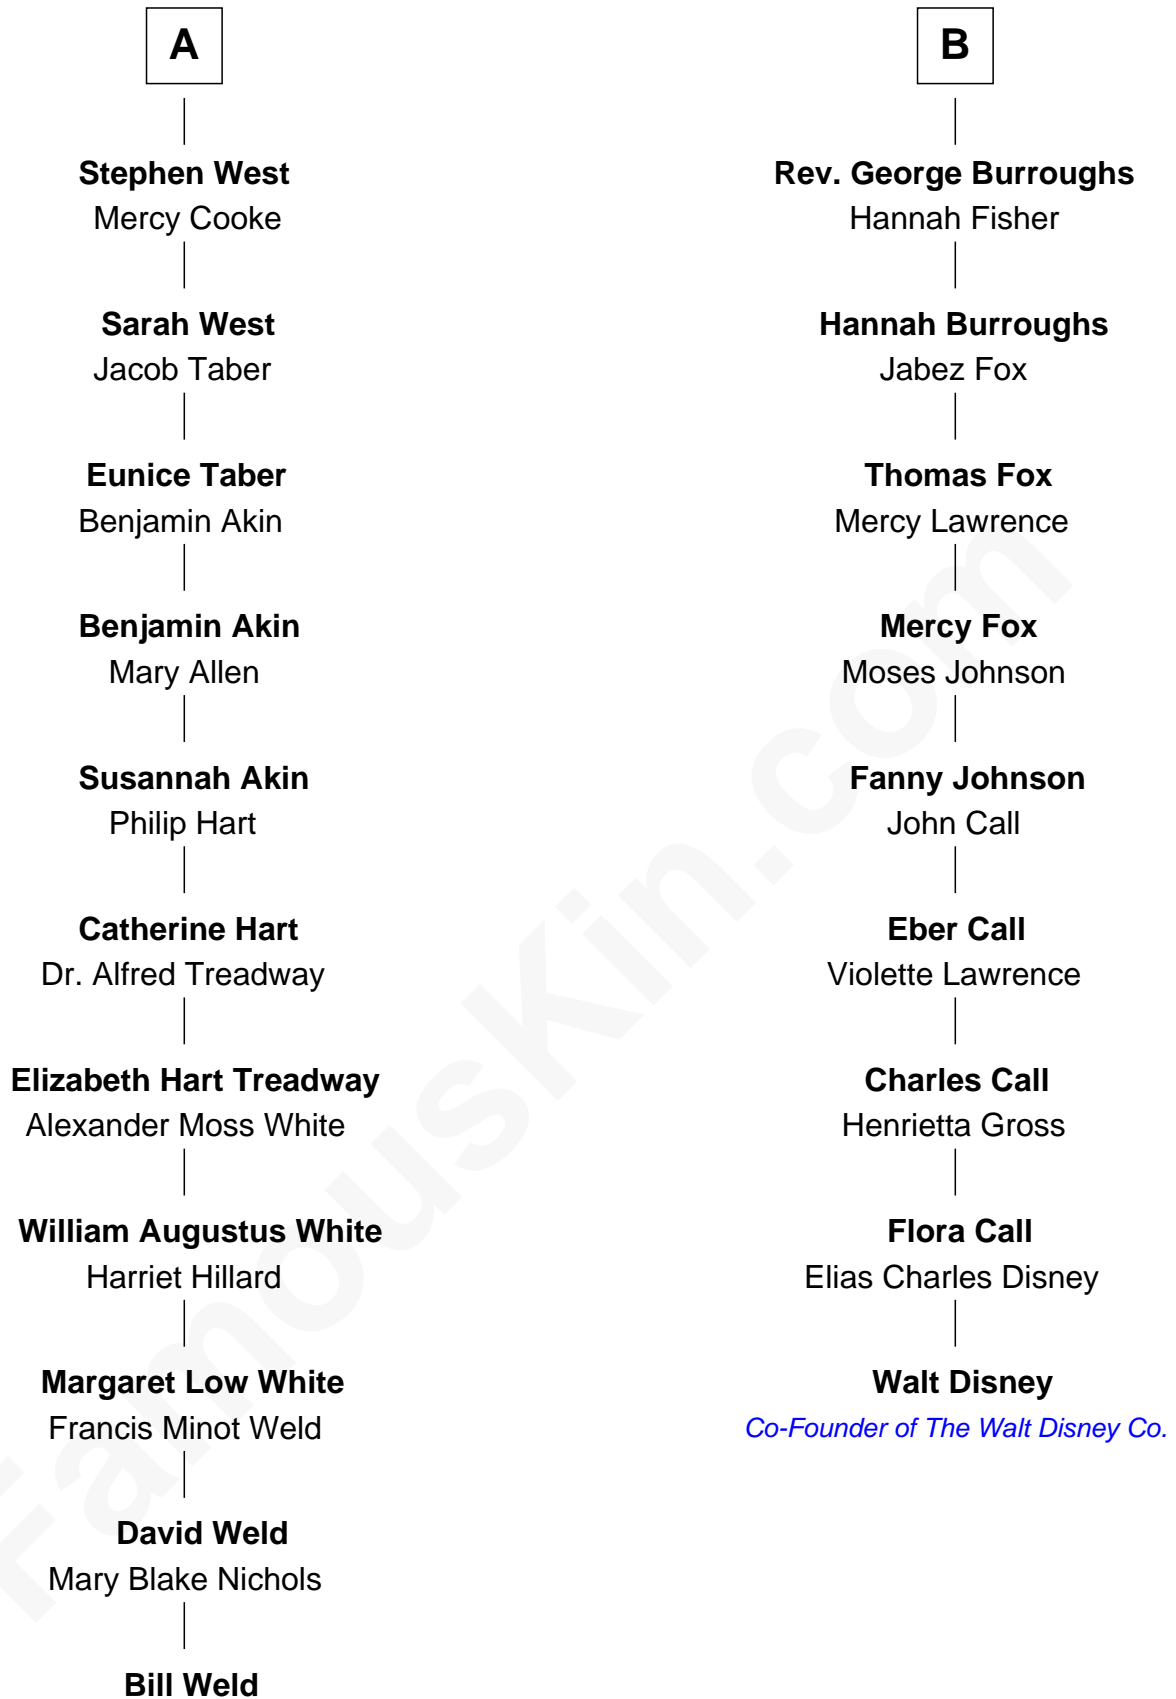 A
Stephen West
Mercy Cooke
Sarah West
Jacob Taber
Eunice Taber
Benjamin Akin
Benjamin Akin
Mary Allen
Susannah Akin
Philip Hart
Catherine Hart
Dr. Alfred Treadway
Elizabeth Hart Treadway
Alexander Moss White
William Augustus White
Harriet Hillard
Margaret Low White
Francis Minot Weld
David Weld
Mary Blake Nichols
Bill Weld
B
Rev. George Burroughs
Hannah Fisher
Hannah Burroughs
Jabez Fox
Thomas Fox
Mercy Lawrence
Mercy Fox
Moses Johnson
Fanny Johnson
John Call
Eber Call
Violette Lawrence
Charles Call
Henrietta Gross
Flora Call
Elias Charles Disney
Walt Disney
Co-Founder of The Walt Disney Co.
FamousKin.com